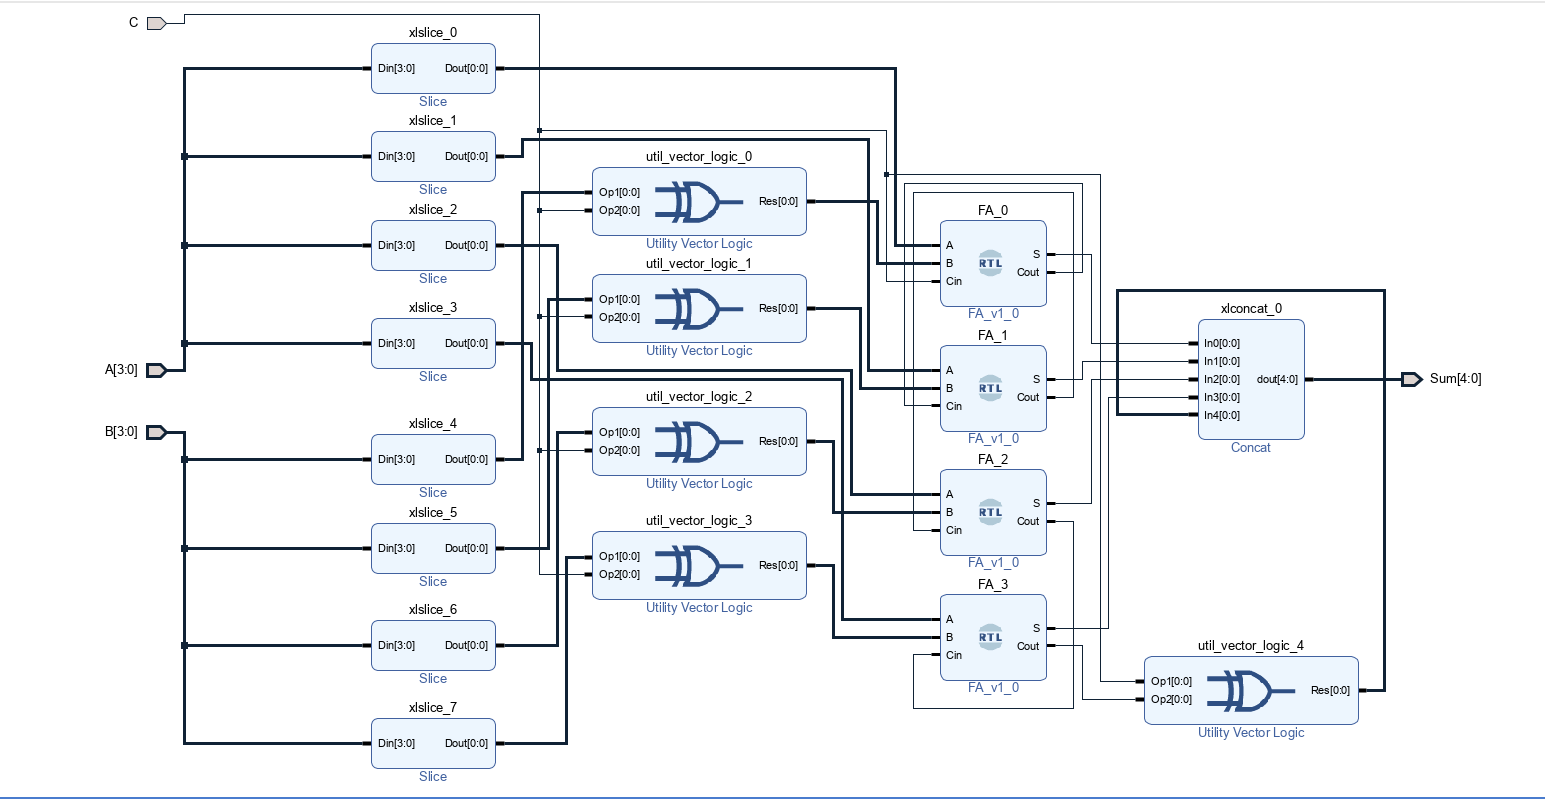 C
xlslice_0
Din[3:0] Dout[0:0]
Slice
xlslice_1
Din[3:0] Dout[0:0]
Slice
xlslice_2
Din[3:0] Dout[0:0]
Slice
xlslice_3
Din[3:0] Dout[0:0]
Slice
A[3:0]
B[3:0]
xlslice_4
Din[3:0] Dout[0:0]
Slice
xlslice_5
Din[3:0] Dout[0:0]
Slice
xlslice_6
Din[3:0] Dout[0:0]
Slice
xlslice_7
Din[3:0] Dout[0:0]
Slice
util_vector_logic_0
Op1[0:0]
Op2[0:0]
Res[0:0]
Utility Vector Logic
util_vector_logic_1
Op1[0:0]
Op2[0:0]
Res[0:0]
Utility Vector Logic
util_vector_logic_2
Op1[0:0]
Op2[0:0]
Res[0:0]
Utility Vector Logic
util_vector_logic_3
Op1[0:0]
Op2[0:0]
Res[0:0]
Utility Vector Logic
FA_0
A
B
Cin
RTL
S
Cout
FA_v1_0
FA_1
A
B
Cin
RTL
S
Cout
FA_v1_0
FA_2
A
B
Cin
RTL
S
Cout
FA_v1_0
FA_3
A
B
Cin
RTL
S
Cout
FA_v1_0
xlconcat_0
In0[0:0]
In1[0:0]
In2[0:0]
In3[0:0]
In4[0:0]
dout[4:0]
Concat
Sum[4:0]
util_vector_logic_4
Op1[0:0]
Op2[0:0]
Res[0:0]
Utility Vector Logic